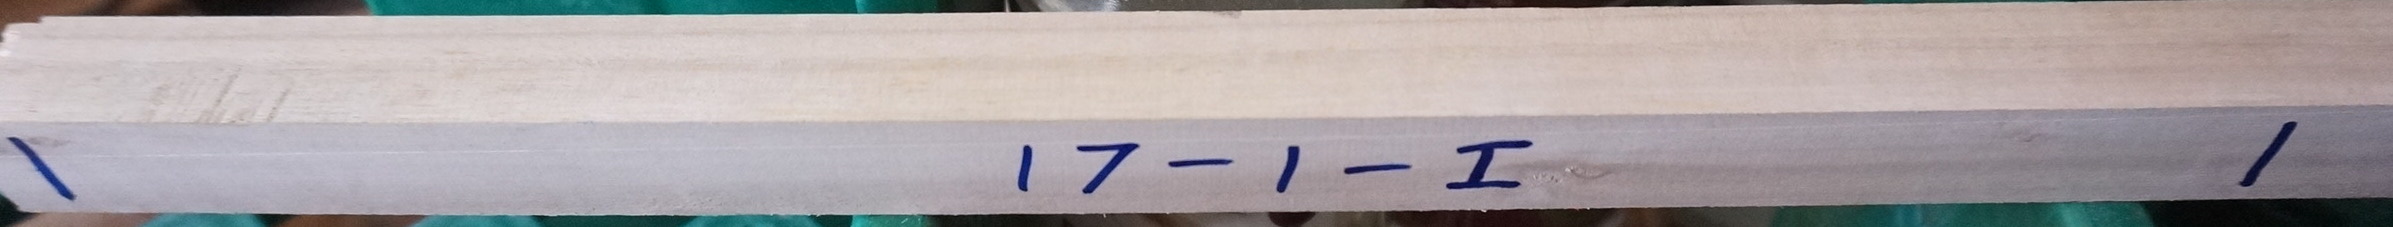 \ 17-1-I /